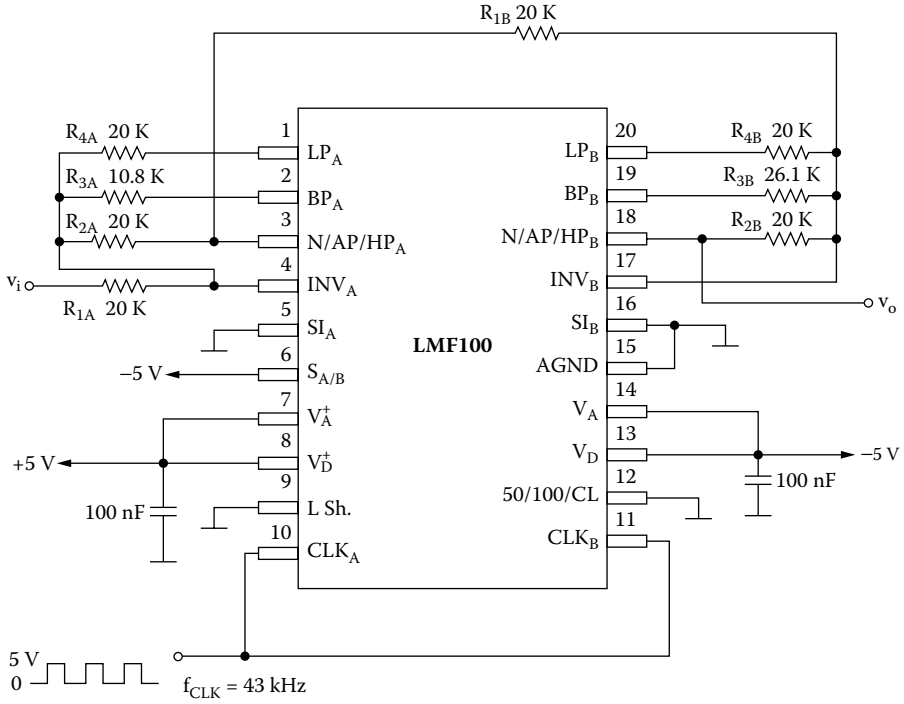 R1B 20 K
R4A 20 K
R3A 10.8 K
R2A 20 K
vi
R1A 20 K
−5 V
+5 V
100 nF
1
LPA
2
BPA
3
N/AP/HPA
4
INVA
5
SIA
6
SA/B
7
V+A
8
V+D
9
L Sh.
10
CLKA
LMF100
20
LPB
19
BPB
18
N/AP/HPB
17
INVB
16
SIB
15
AGND
14
VA
13
VD
12
50/100/CL
11
CLKB
R4B 20 K
R3B 26.1 K
R2B 20 K
vo
−5 V
100 nF
5 V
0
fCLK = 43 kHz